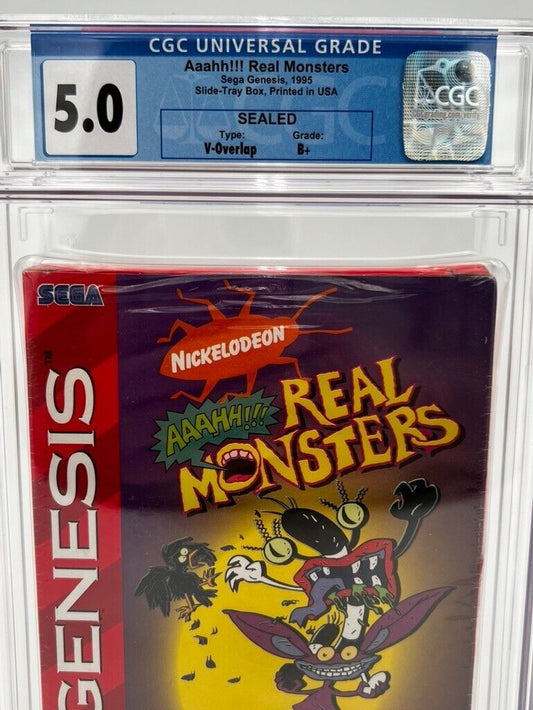 CGC UNIVERSAL GRADE
5.0
Aaahh!!! Real Monsters
Sega Genesis, 1995
Slide-Tray Box, Printed in USA
SEALED
Type: Grade:
V-Overlap B+
CGC
SEGA
GENESIS
™
NICKELODEON
AAAHH!!!
REAL
MONSTERS